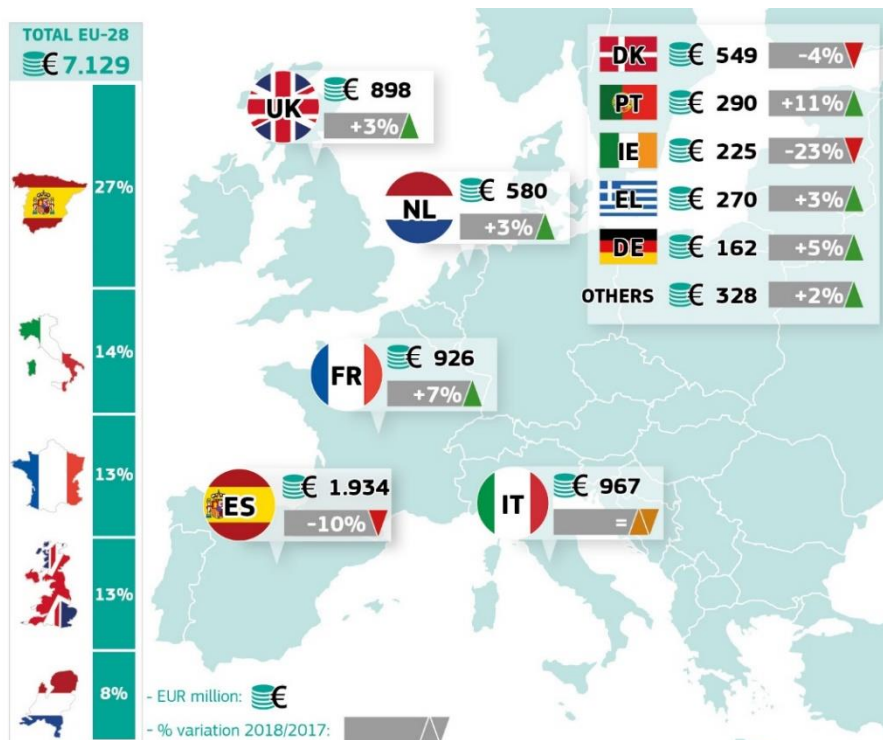 TOTAL EU-28
€ 7.129
27%
14%
13%
13%
8%
UK € 898
+3%
NL € 580
+3%
FR € 926
+7%
ES € 1.934
-10%
IT € 967
=
DK € 549 -4%
PT € 290 +11%
IE € 225 -23%
EL € 270 +3%
DE € 162 +5%
OTHERS € 328 +2%
- EUR million: €
- % variation 2018/2017: